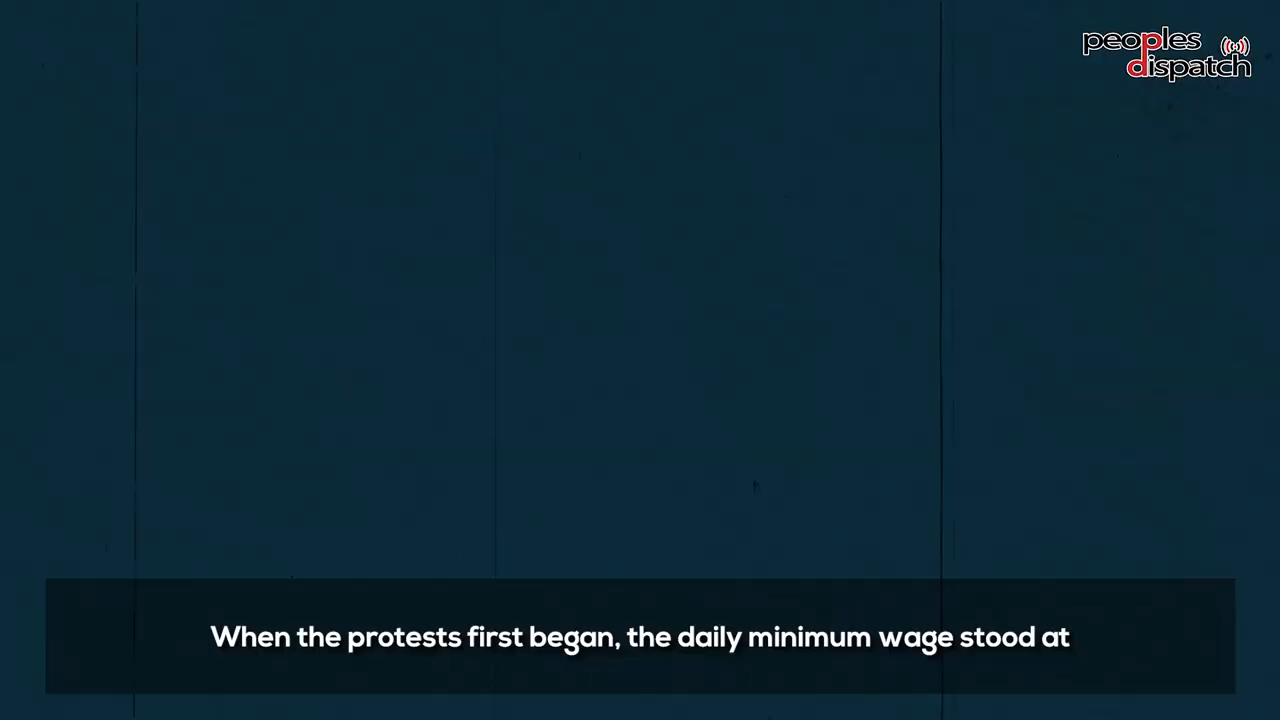 peoples
dispatch
When the protests first began, the daily minimum wage stood at